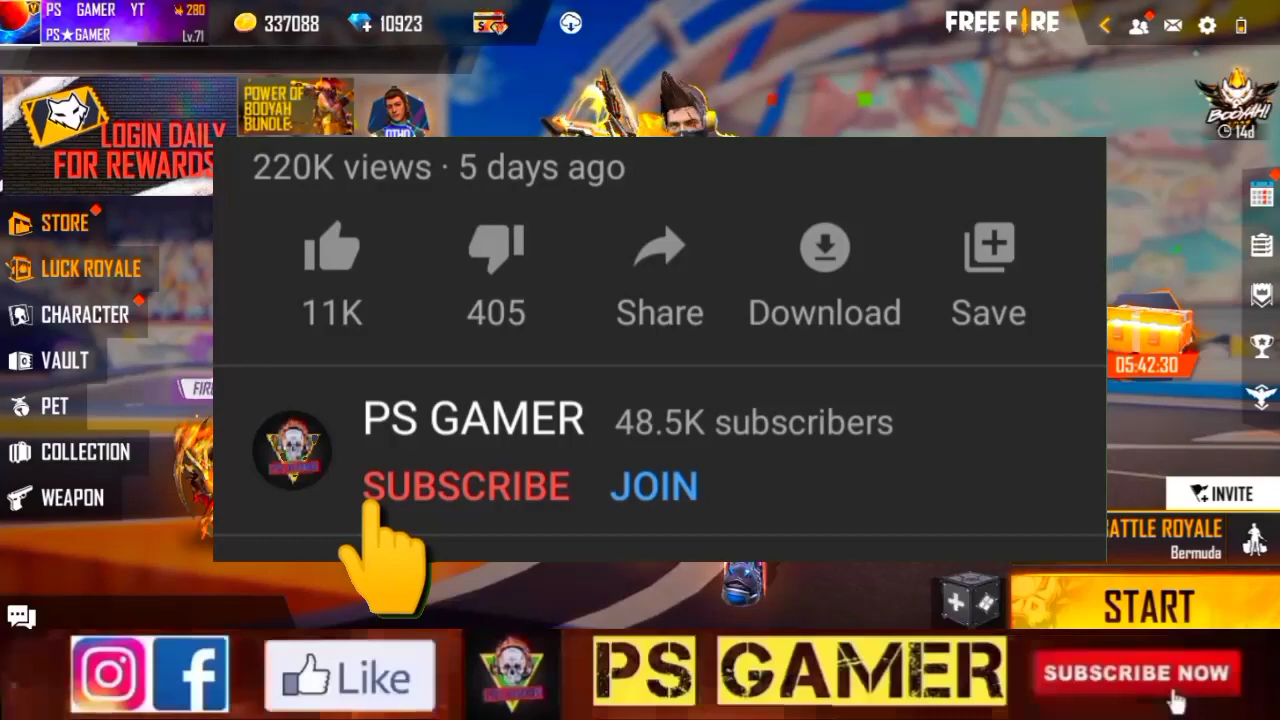 PS GAMER YT
280
PS★GAMER
Lv.71
337088
10923
FREE FIRE
LOGIN DAILY
FOR REWARDS
POWER OF
BOOYAH
BUNDLE
OTHO
BOOYAH!
14d
STORE
LUCK ROYALE
CHARACTER
VAULT
PET
COLLECTION
WEAPON
220K views · 5 days ago
11K
405
Share
Download
Save
PS GAMER
48.5K subscribers
SUBSCRIBE
JOIN
05:42:30
INVITE
BATTLE ROYALE
Bermuda
START
Like
PS GAMER
SUBSCRIBE NOW